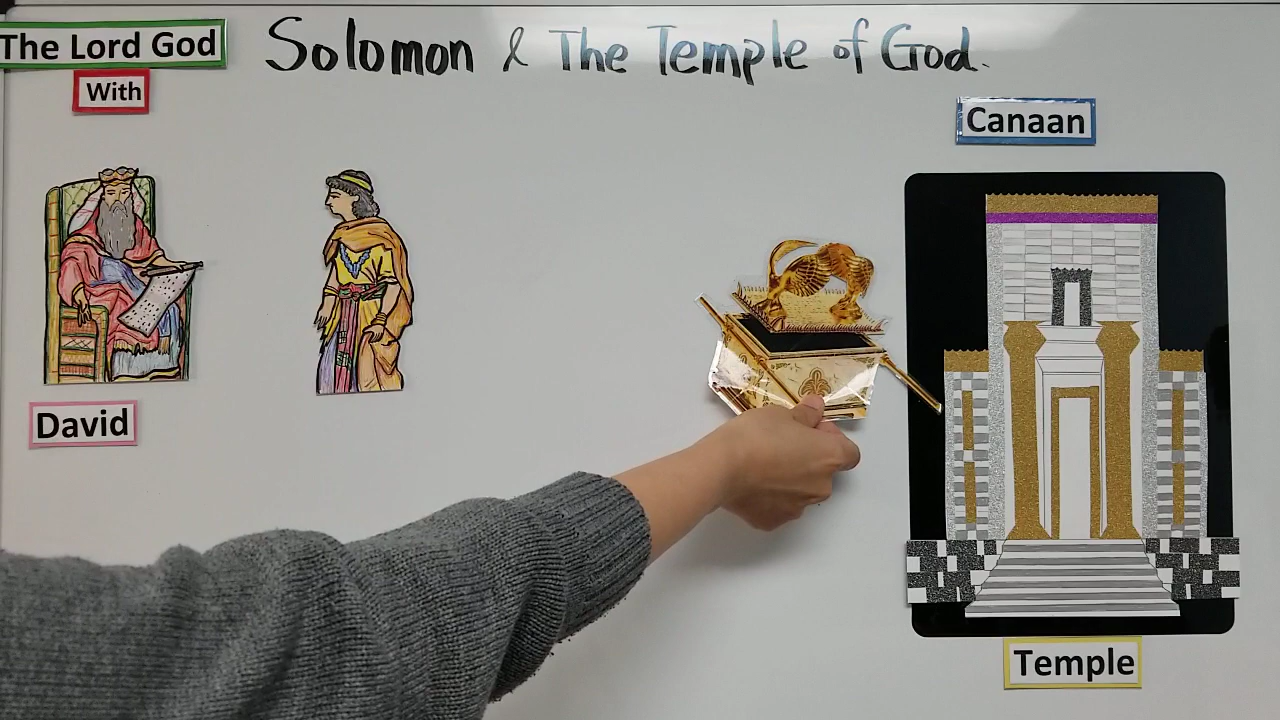 The Lord God
Solomon & The Temple of God.
With
Canaan
David
Temple